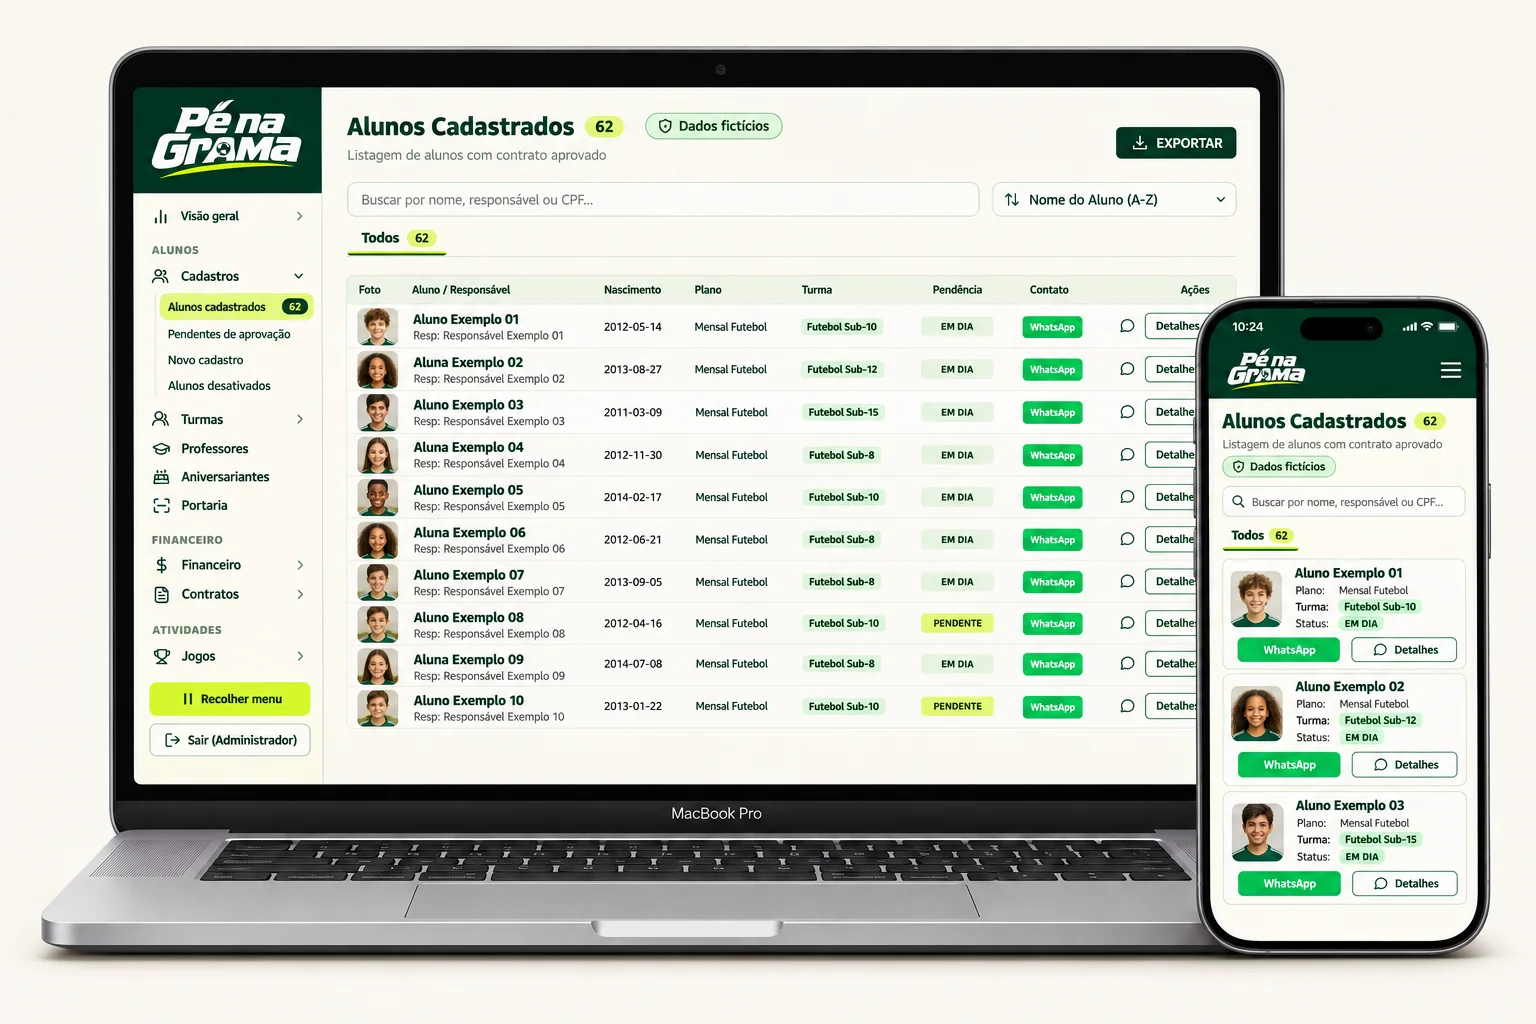 Pé na
GRAMA
Visão geral
ALUNOS
Cadastros
Alunos cadastrados 62
Pendentes de aprovação
Novo cadastro
Alunos desativados
Turmas
Professores
Aniversariantes
Portaria
FINANCEIRO
Financeiro
Contratos
ATIVIDADES
Jogos
Recolher menu
Sair (Administrador)
Alunos Cadastrados 62 Dados fictícios
Listagem de alunos com contrato aprovado
EXPORTAR
Buscar por nome, responsável ou CPF... Nome do Aluno (A-Z)
Todos 62
Foto Aluno / Responsável Nascimento Plano Turma Pendência Contato Ações
Aluno Exemplo 01
Resp: Responsável Exemplo 01 2012-05-14 Mensal Futebol Futebol Sub-10 EM DIA WhatsApp Detalhes
Aluna Exemplo 02
Resp: Responsável Exemplo 02 2013-08-27 Mensal Futebol Futebol Sub-12 EM DIA WhatsApp Detalhe
Aluno Exemplo 03
Resp: Responsável Exemplo 03 2011-03-09 Mensal Futebol Futebol Sub-15 EM DIA WhatsApp Detalhe
Aluna Exemplo 04
Resp: Responsável Exemplo 04 2012-11-30 Mensal Futebol Futebol Sub-8 EM DIA WhatsApp Detalhe
Aluno Exemplo 05
Resp: Responsável Exemplo 05 2014-02-17 Mensal Futebol Futebol Sub-10 EM DIA WhatsApp Detalhe
Aluna Exemplo 06
Resp: Responsável Exemplo 06 2012-06-21 Mensal Futebol Futebol Sub-8 EM DIA WhatsApp Detalhe
Aluno Exemplo 07
Resp: Responsável Exemplo 07 2013-09-05 Mensal Futebol Futebol Sub-8 EM DIA WhatsApp Detalhe
Aluno Exemplo 08
Resp: Responsável Exemplo 08 2012-04-16 Mensal Futebol Futebol Sub-10 PENDENTE WhatsApp Detalhe
Aluna Exemplo 09
Resp: Responsável Exemplo 09 2014-07-08 Mensal Futebol Futebol Sub-8 EM DIA WhatsApp Detalhe
Aluno Exemplo 10
Resp: Responsável Exemplo 10 2013-01-22 Mensal Futebol Futebol Sub-10 PENDENTE WhatsApp Detalhe
MacBook Pro
10:24
Pé na
GRAMA
Alunos Cadastrados 62
Listagem de alunos com contrato aprovado
Dados fictícios
Buscar por nome, responsável ou CPF...
Todos 62
Aluno Exemplo 01
Plano: Mensal Futebol
Turma: Futebol Sub-10
Status: EM DIA
WhatsApp Detalhes
Aluno Exemplo 02
Plano: Mensal Futebol
Turma: Futebol Sub-12
Status: EM DIA
WhatsApp Detalhes
Aluno Exemplo 03
Plano: Mensal Futebol
Turma: Futebol Sub-15
Status: EM DIA
WhatsApp Detalhes